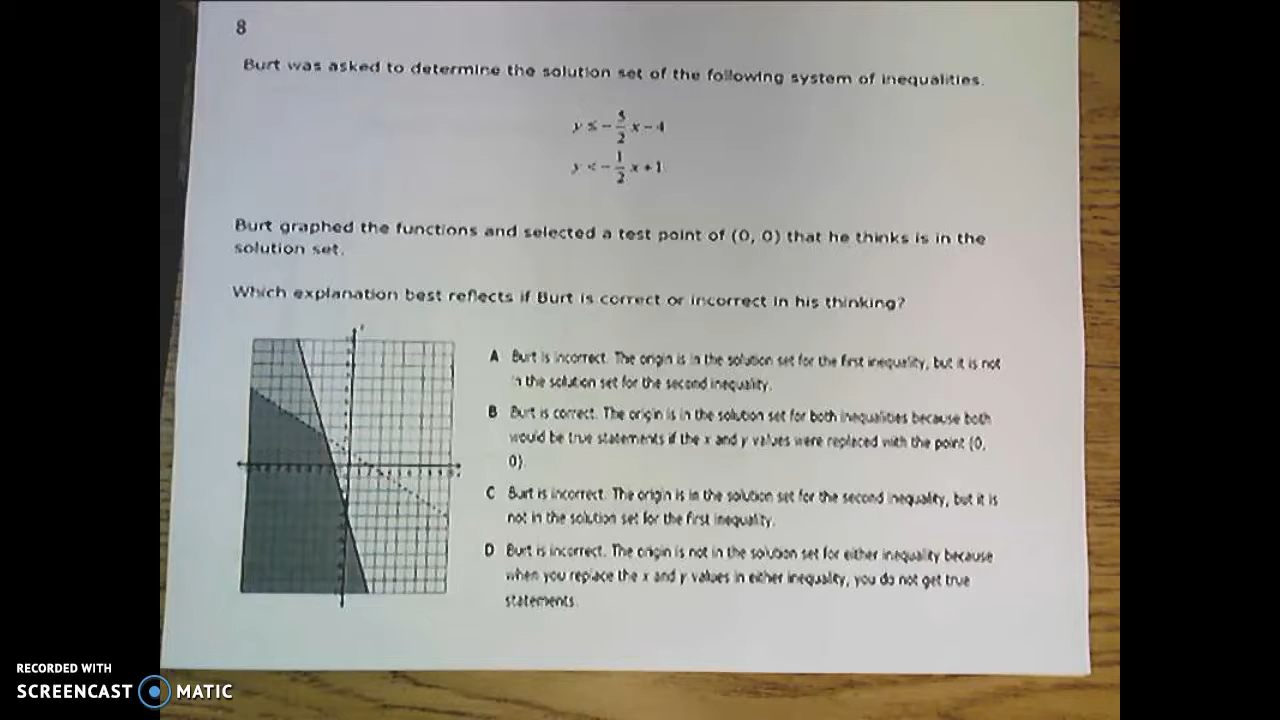 8
Burt was asked to determine the solution set of the following system of inequalities.
y ≤ -5/2 x - 4
y < -1/2 x + 1
Burt graphed the functions and selected a test point of (0, 0) that he thinks is in the
solution set.
Which explanation best reflects if Burt is correct or incorrect in his thinking?
A Burt is incorrect. The origin is in the solution set for the first inequality, but it is not
in the solution set for the second inequality.
B Burt is correct. The origin is in the solution set for both inequalities because both
would be true statements if the x and y values were replaced with the point (0,
0).
C Burt is incorrect. The origin is in the solution set for the second inequality, but it is
not in the solution set for the first inequality.
D Burt is incorrect. The origin is not in the solution set for either inequality because
when you replace the x and y values in either inequality, you do not get true
statements.
RECORDED WITH
SCREENCAST MATIC